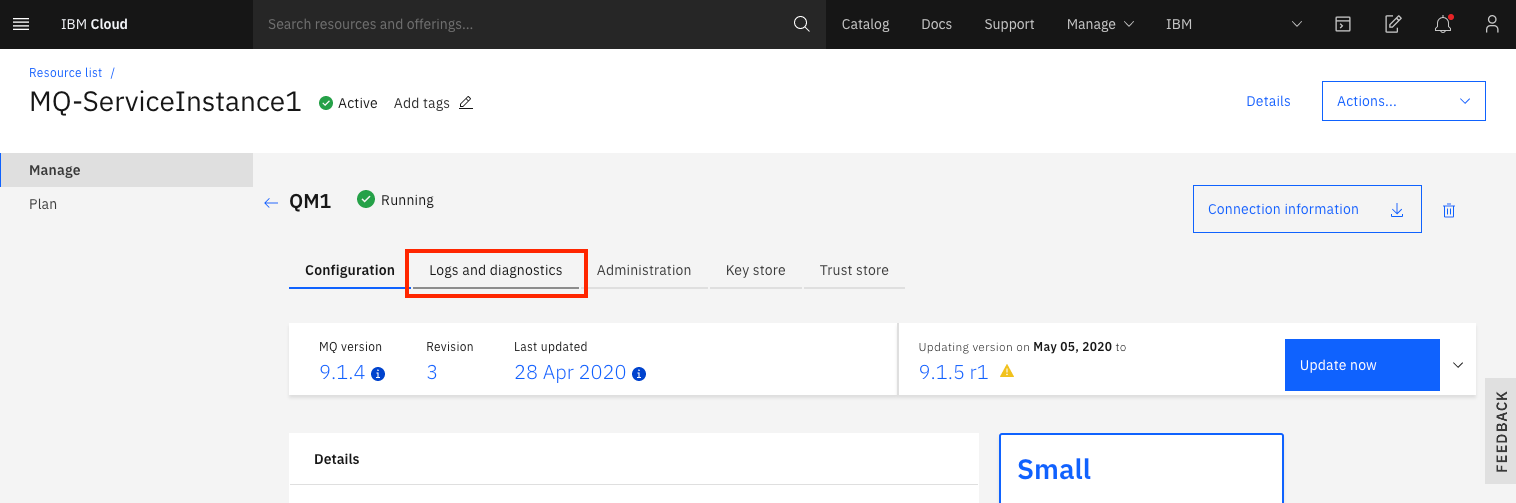 IBM Cloud Search resources and offerings... Catalog Docs Support Manage IBM
Resource list /
MQ-ServiceInstance1 Active Add tags Details Actions...
Manage
Plan
QM1 Running Connection information
Configuration Logs and diagnostics Administration Key store Trust store
MQ version Revision Last updated Updating version on May 05, 2020 to
9.1.4 3 28 Apr 2020 9.1.5 r1 Update now
FEEDBACK
Details
Small